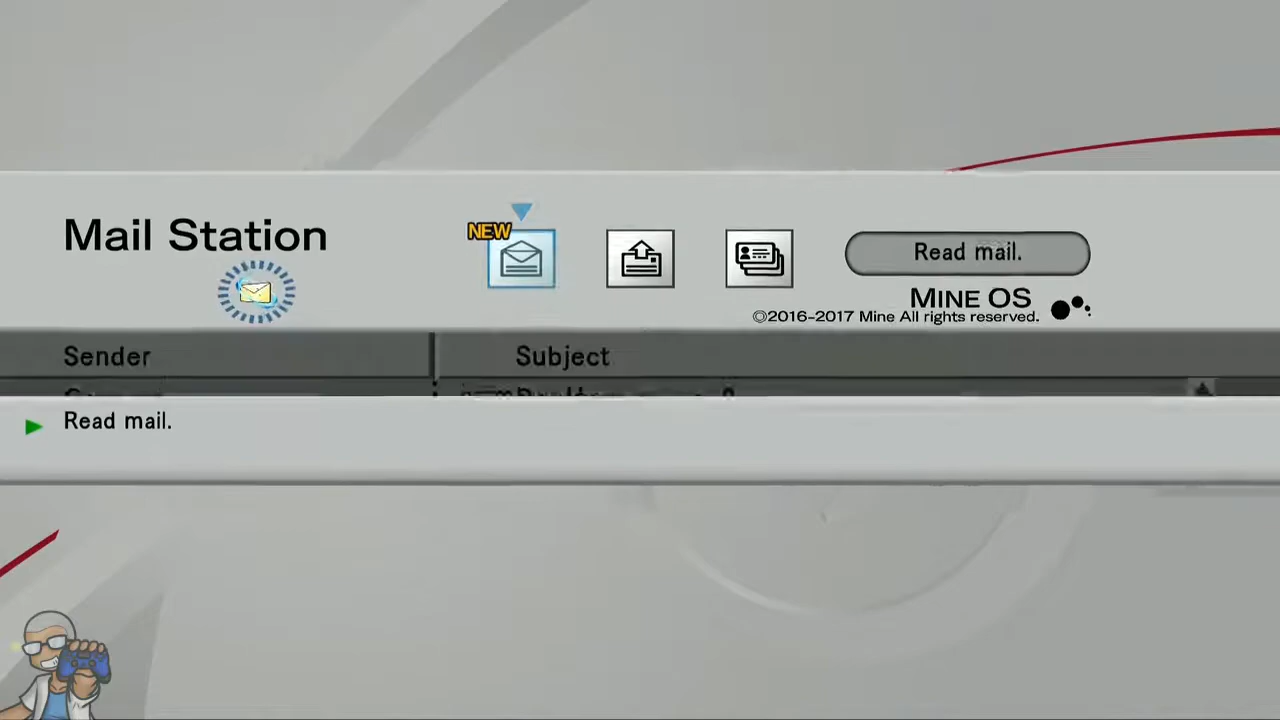 Mail Station
NEW
Read mail.
MINE OS
©2016-2017 Mine All rights reserved.
Sender
Subject
Read mail.